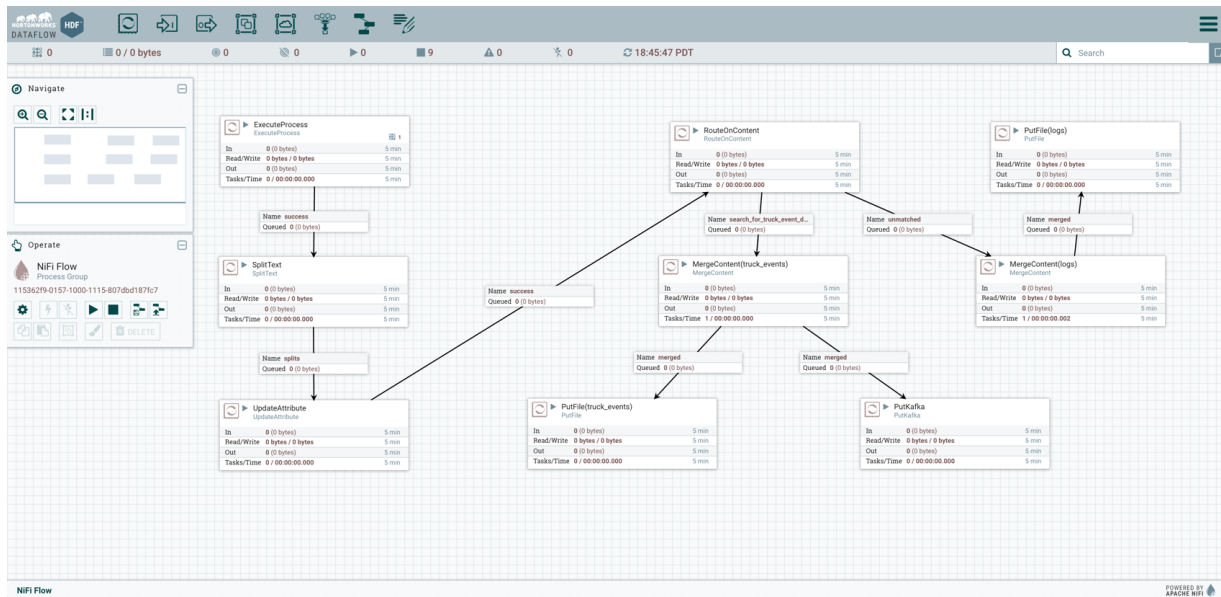 HORTONWORKS
DATAFLOW
HDF
0
0 / 0 bytes
0
0
0
9
0
0
18:45:47 PDT
Search
Navigate
Operate
NiFi Flow
Process Group
115362f9-0157-1000-1115-807dbd187fc7
DELETE
ExecuteProcess
ExecuteProcess
1
In 0 (0 bytes) 5 min
Read/Write 0 bytes / 0 bytes 5 min
Out 0 (0 bytes) 5 min
Tasks/Time 0 / 00:00:00.000 5 min
Name success
Queued 0 (0 bytes)
SplitText
SplitText
In 0 (0 bytes) 5 min
Read/Write 0 bytes / 0 bytes 5 min
Out 0 (0 bytes) 5 min
Tasks/Time 0 / 00:00:00.000 5 min
Name splits
Queued 0 (0 bytes)
UpdateAttribute
UpdateAttribute
In 0 (0 bytes) 5 min
Read/Write 0 bytes / 0 bytes 5 min
Out 0 (0 bytes) 5 min
Tasks/Time 0 / 00:00:00.000 5 min
Name success
Queued 0 (0 bytes)
RouteOnContent
RouteOnContent
In 0 (0 bytes) 5 min
Read/Write 0 bytes / 0 bytes 5 min
Out 0 (0 bytes) 5 min
Tasks/Time 0 / 00:00:00.000 5 min
Name search_for_truck_event_d...
Queued 0 (0 bytes)
Name unmatched
Queued 0 (0 bytes)
MergeContent(truck_events)
MergeContent
In 0 (0 bytes) 5 min
Read/Write 0 bytes / 0 bytes 5 min
Out 0 (0 bytes) 5 min
Tasks/Time 1 / 00:00:00.000 5 min
Name merged
Queued 0 (0 bytes)
Name merged
Queued 0 (0 bytes)
PutFile(truck_events)
PutFile
In 0 (0 bytes) 5 min
Read/Write 0 bytes / 0 bytes 5 min
Out 0 (0 bytes) 5 min
Tasks/Time 0 / 00:00:00.000 5 min
PutKafka
PutKafka
In 0 (0 bytes) 5 min
Read/Write 0 bytes / 0 bytes 5 min
Out 0 (0 bytes) 5 min
Tasks/Time 0 / 00:00:00.000 5 min
PutFile(logs)
PutFile
In 0 (0 bytes) 5 min
Read/Write 0 bytes / 0 bytes 5 min
Out 0 (0 bytes) 5 min
Tasks/Time 0 / 00:00:00.000 5 min
Name merged
Queued 0 (0 bytes)
MergeContent(logs)
MergeContent
In 0 (0 bytes) 5 min
Read/Write 0 bytes / 0 bytes 5 min
Out 0 (0 bytes) 5 min
Tasks/Time 1 / 00:00:00.002 5 min
NiFi Flow
POWERED BY
APACHE NIFI